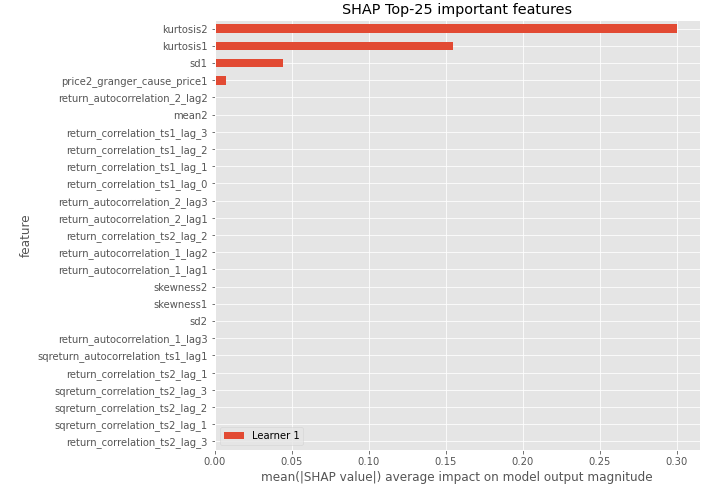 SHAP Top-25 important features
kurtosis2
kurtosis1
sd1
price2_granger_cause_price1
return_autocorrelation_2_lag2
mean2
return_correlation_ts1_lag_3
return_correlation_ts1_lag_2
return_correlation_ts1_lag_1
return_correlation_ts1_lag_0
return_autocorrelation_2_lag3
return_autocorrelation_2_lag1
return_correlation_ts2_lag_2
return_autocorrelation_1_lag2
return_autocorrelation_1_lag1
skewness2
skewness1
sd2
return_autocorrelation_1_lag3
sqreturn_autocorrelation_ts1_lag1
return_correlation_ts2_lag_1
sqreturn_correlation_ts2_lag_3
sqreturn_correlation_ts2_lag_2
sqreturn_correlation_ts2_lag_1
return_correlation_ts2_lag_3
feature
Learner 1
0.00 0.05 0.10 0.15 0.20 0.25 0.30
mean(|SHAP value|) average impact on model output magnitude